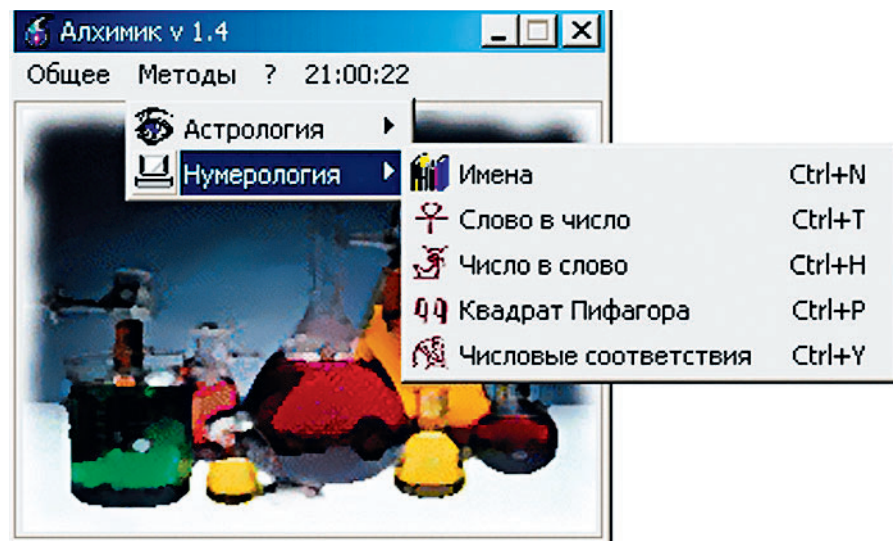 Алхимик v 1.4
Общее Методы ? 21:00:22
Астрология
Нумерология
Имена Ctrl+N
Слово в число Ctrl+T
Число в слово Ctrl+H
Квадрат Пифагора Ctrl+P
Числовые соответствия Ctrl+Y